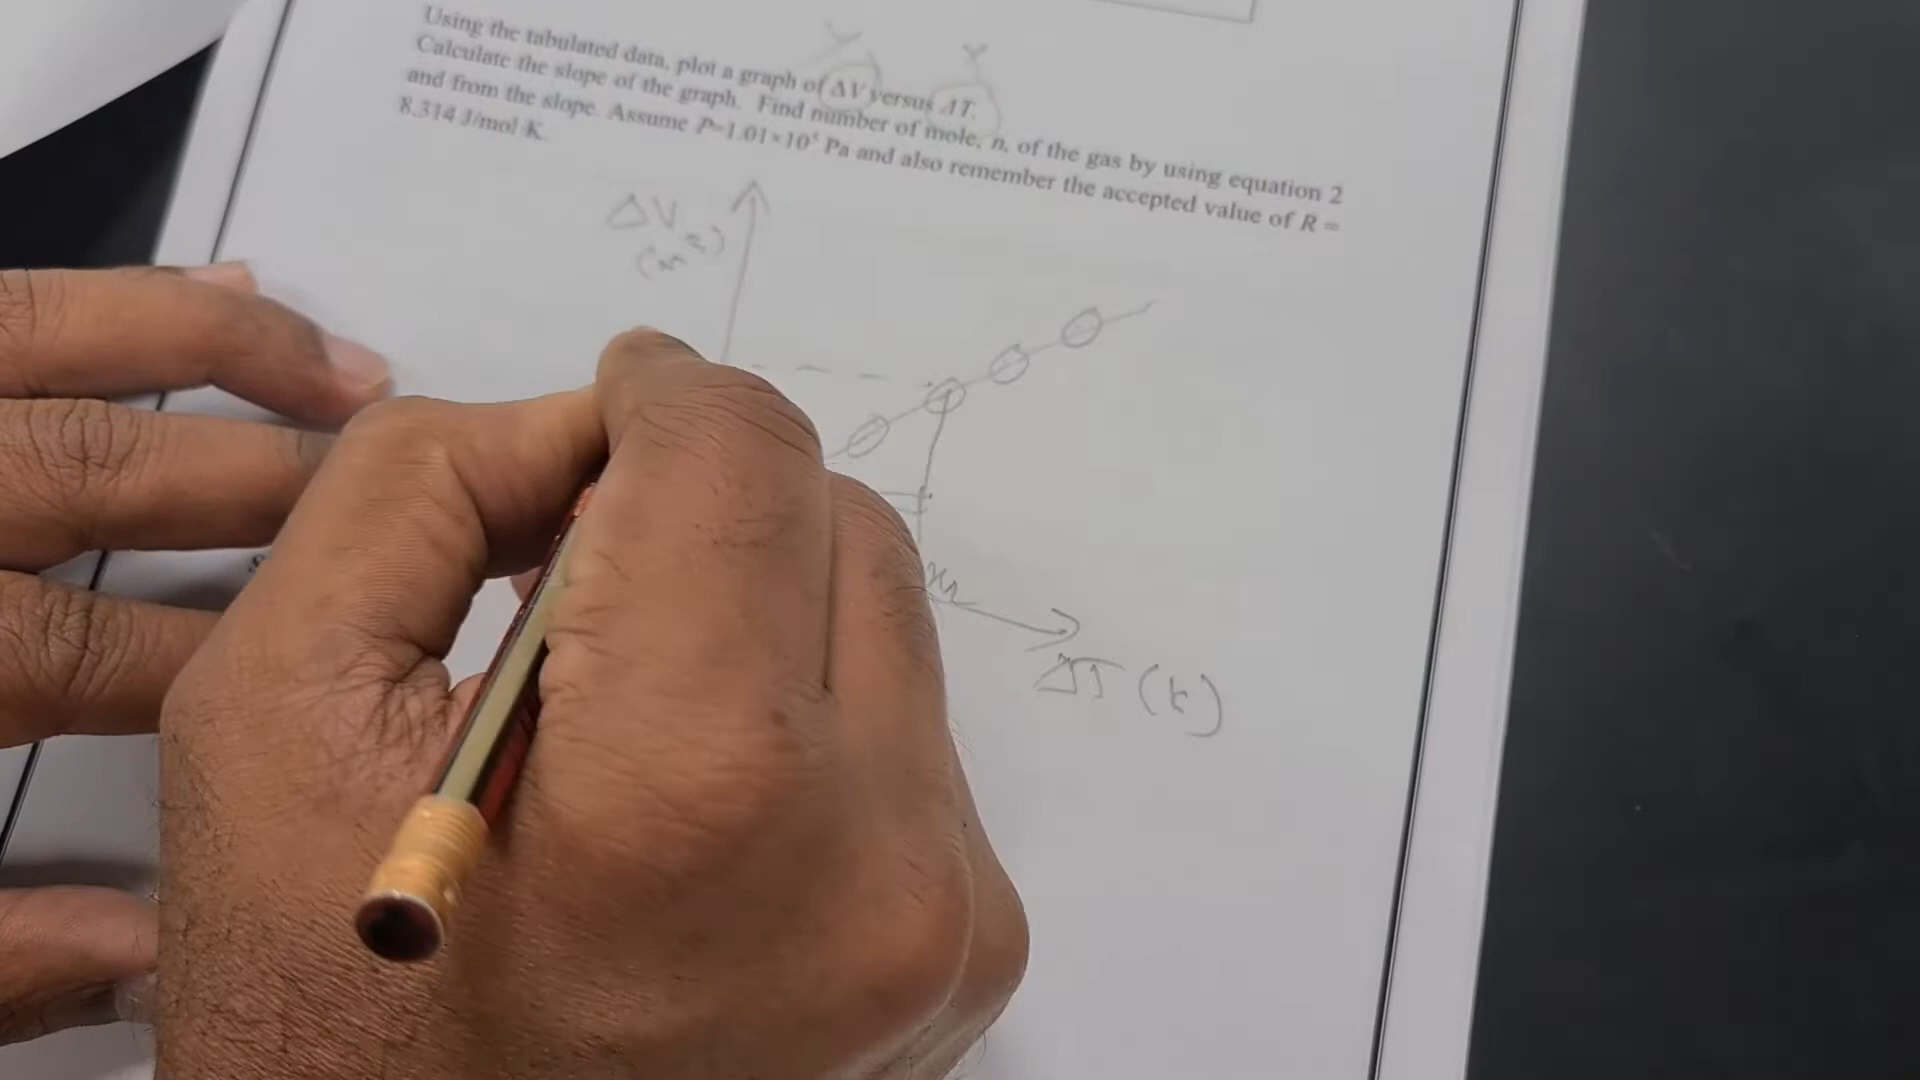 Using the tabulated data, plot a graph of ΔV versus ΔT.
Calculate the slope of the graph. Find number of mole, n, of the gas by using equation 2
and from the slope. Assume P=1.01×10⁵ Pa and also remember the accepted value of R =
8.314 J/mol·K.
ΔV
(m³)
x₂
ΔT (K)